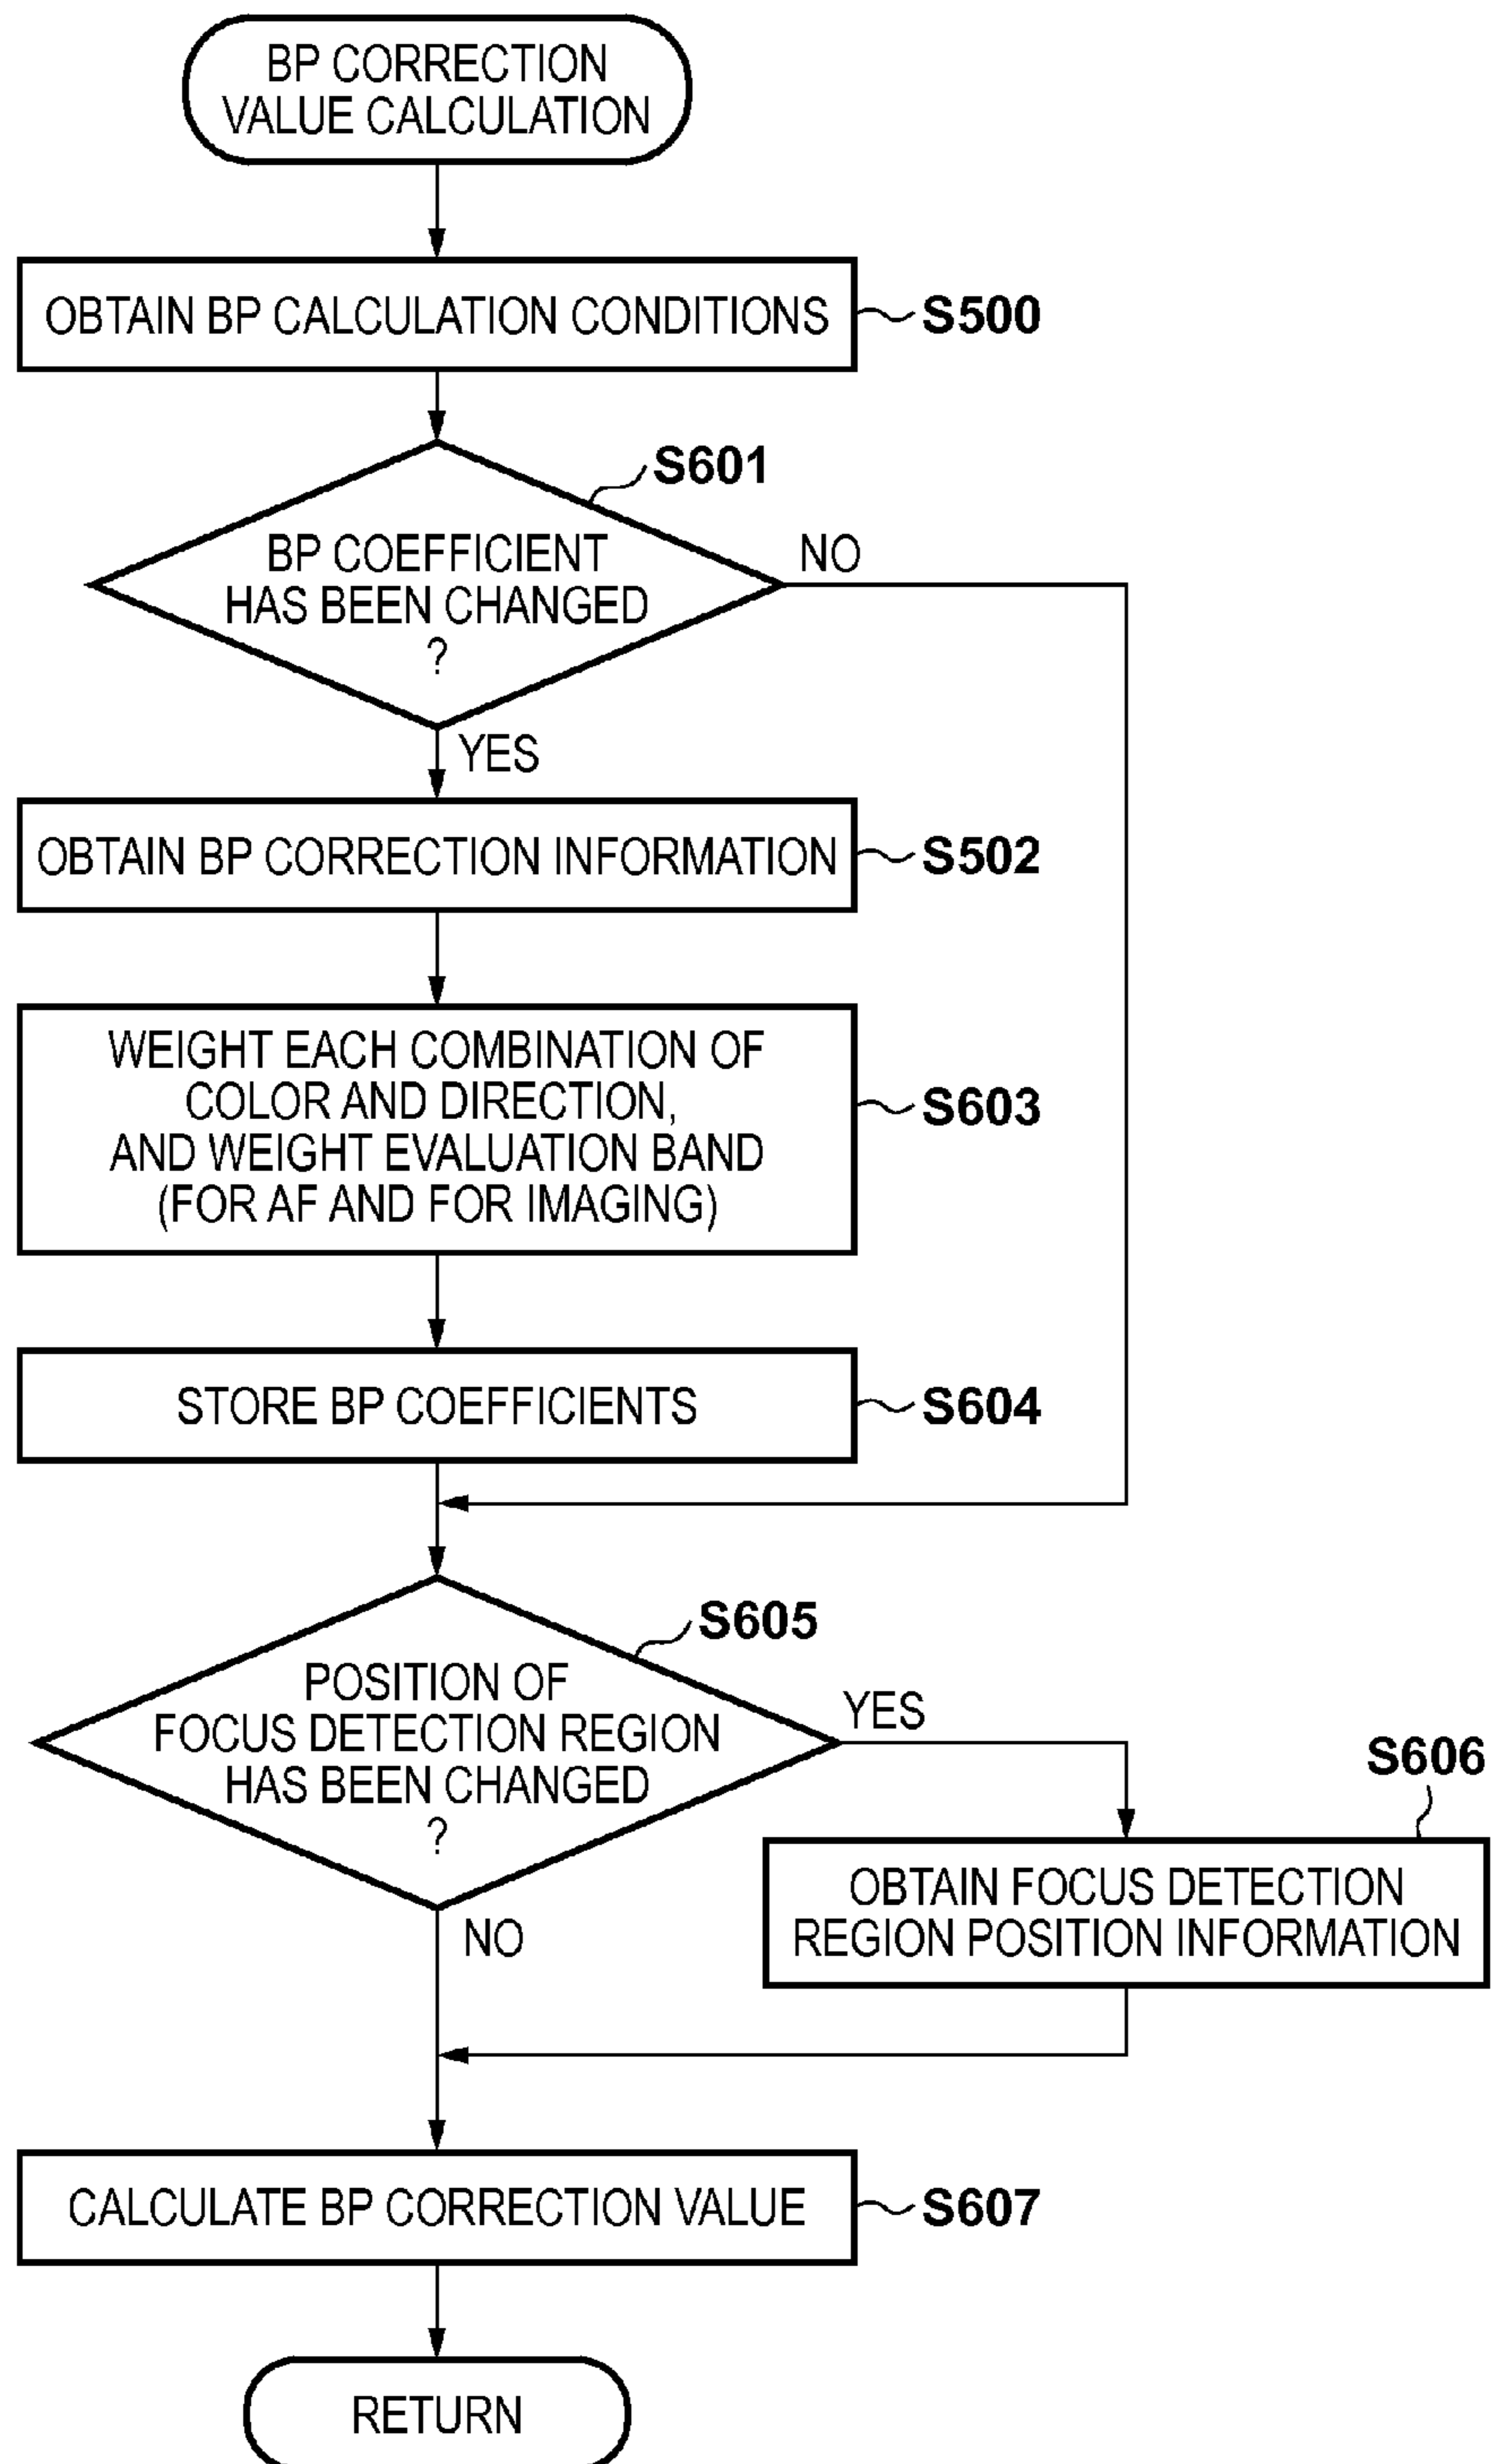 BP CORRECTION
VALUE CALCULATION
OBTAIN BP CALCULATION CONDITIONS
S500
S601
BP COEFFICIENT
HAS BEEN CHANGED
?
NO
YES
OBTAIN BP CORRECTION INFORMATION
S502
WEIGHT EACH COMBINATION OF
COLOR AND DIRECTION,
AND WEIGHT EVALUATION BAND
(FOR AF AND FOR IMAGING)
S603
STORE BP COEFFICIENTS
S604
S605
POSITION OF
FOCUS DETECTION REGION
HAS BEEN CHANGED
?
YES
NO
S606
OBTAIN FOCUS DETECTION
REGION POSITION INFORMATION
CALCULATE BP CORRECTION VALUE
S607
RETURN